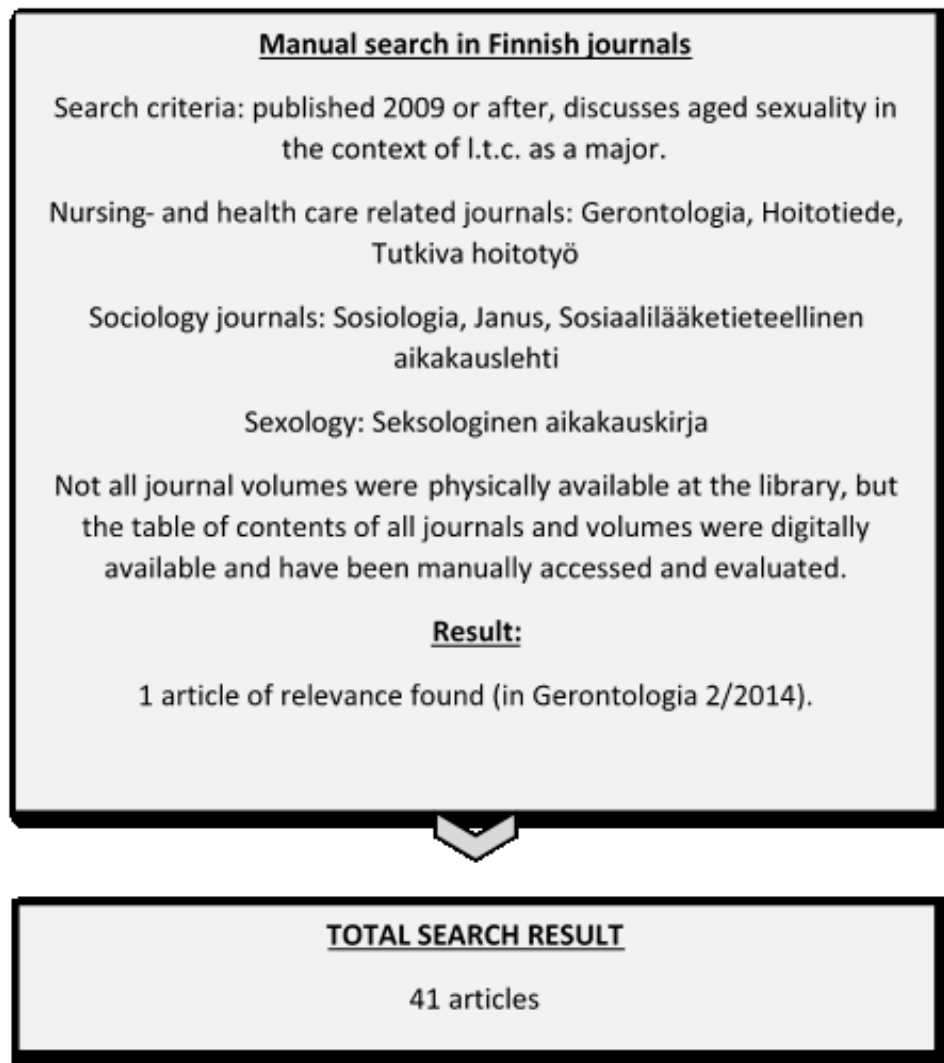 Manual search in Finnish journals
Search criteria: published 2009 or after, discusses aged sexuality in
the context of l.t.c. as a major.
Nursing- and health care related journals: Gerontologia, Hoitotiede,
Tutkiva hoitotyö
Sociology journals: Sosiologia, Janus, Sosiaalilääketieteellinen
aikakauslehti
Sexology: Seksologinen aikakauskirja
Not all journal volumes were physically available at the library, but
the table of contents of all journals and volumes were digitally
available and have been manually accessed and evaluated.
Result:
1 article of relevance found (in Gerontologia 2/2014).
TOTAL SEARCH RESULT
41 articles